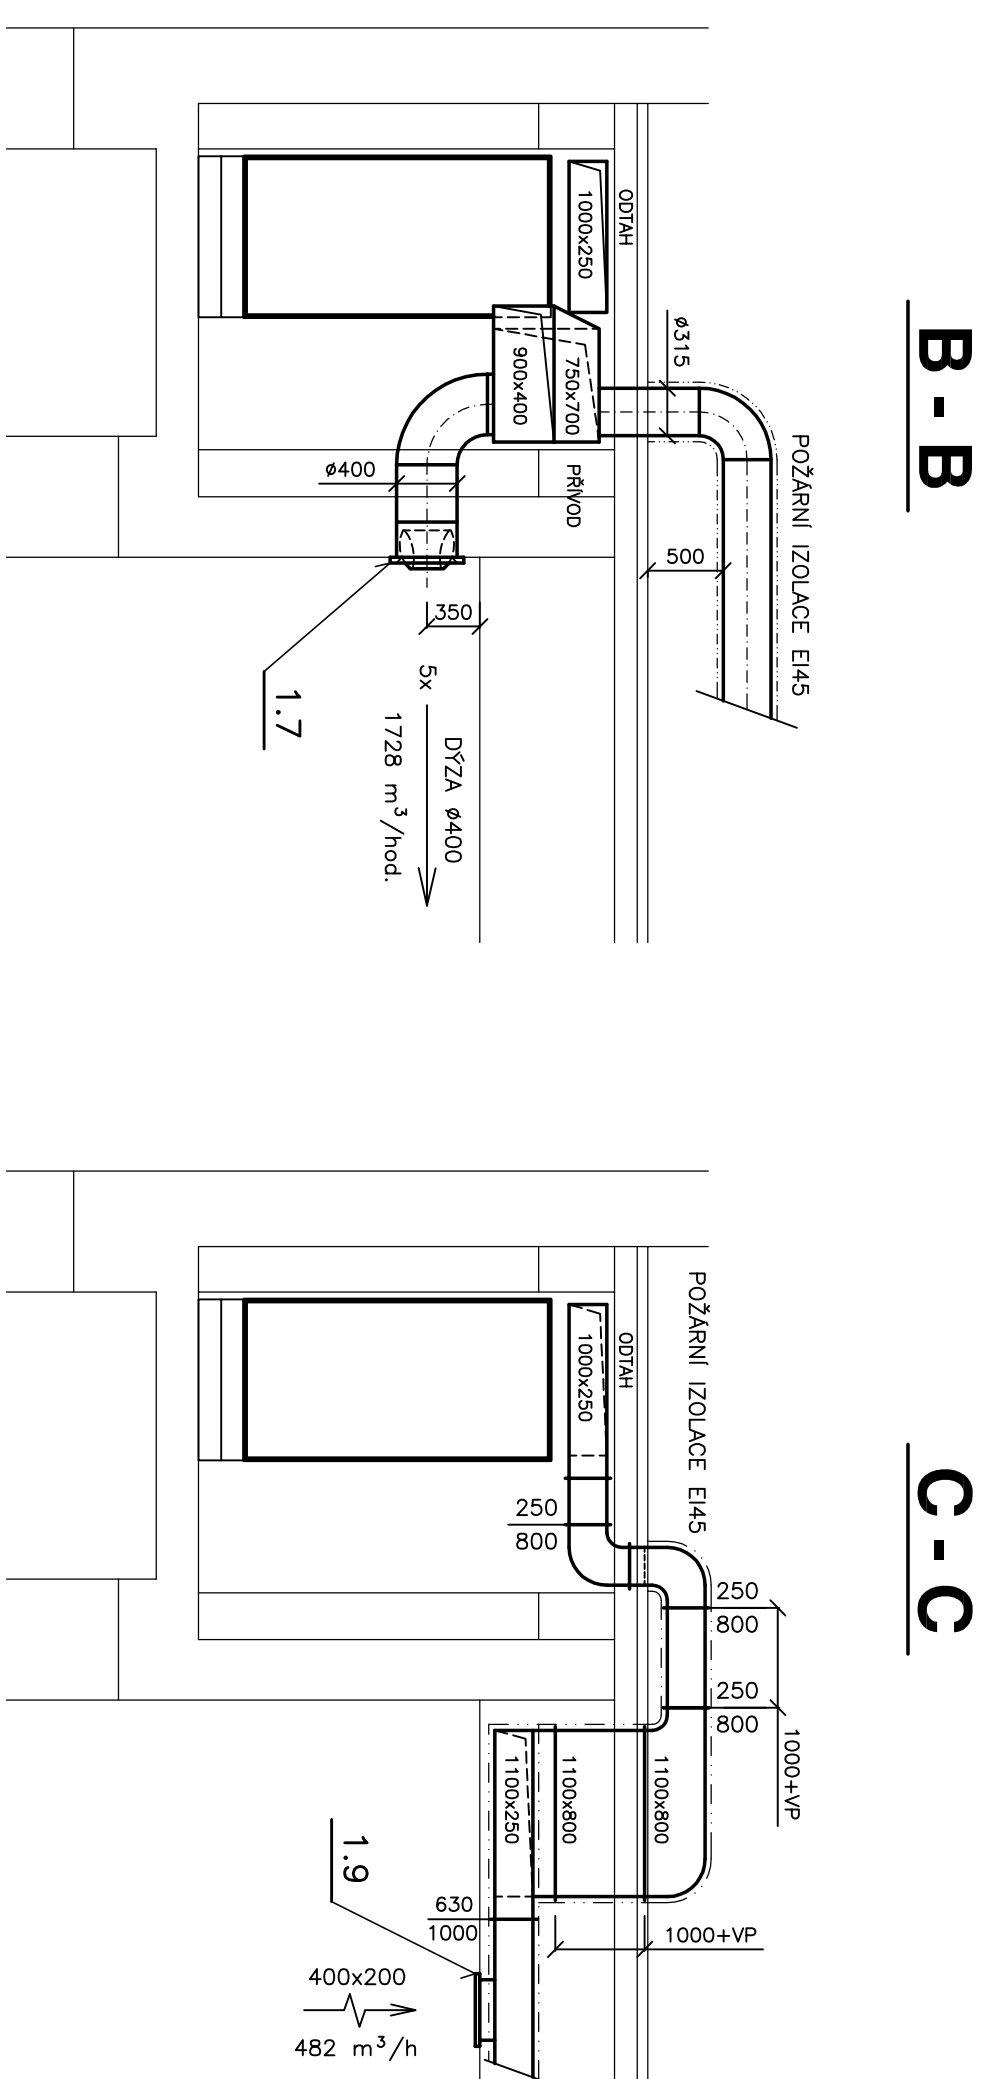 B - B
ODTAH
1000x250
ø315
POŽÁRNÍ IZOLACE EI45
750x700
900x400
ø400
PŘÍVOD
500
350
5x
DÝZA ø400
1728 m³/hod.
1.7
C - C
POŽÁRNÍ IZOLACE EI45
ODTAH
1000x250
250
800
250
800
250
800
1000+VP
1100x800
1100x800
1100x250
1000+VP
630
1000
1.9
400x200
482 m³/h